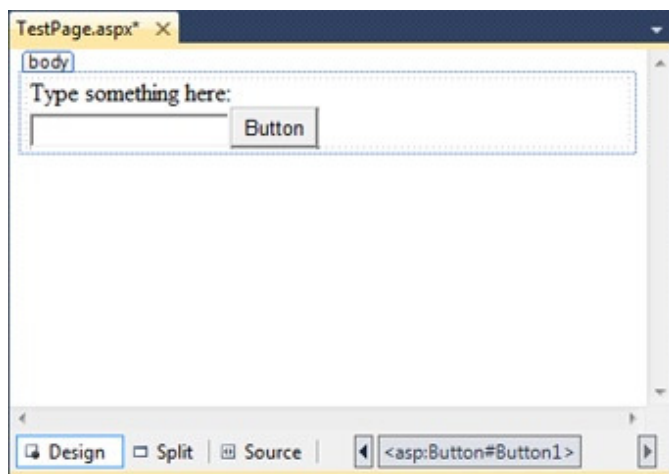 TestPage.aspx*
body
Type something here:
Button
Design Split Source <asp:Button#Button1>